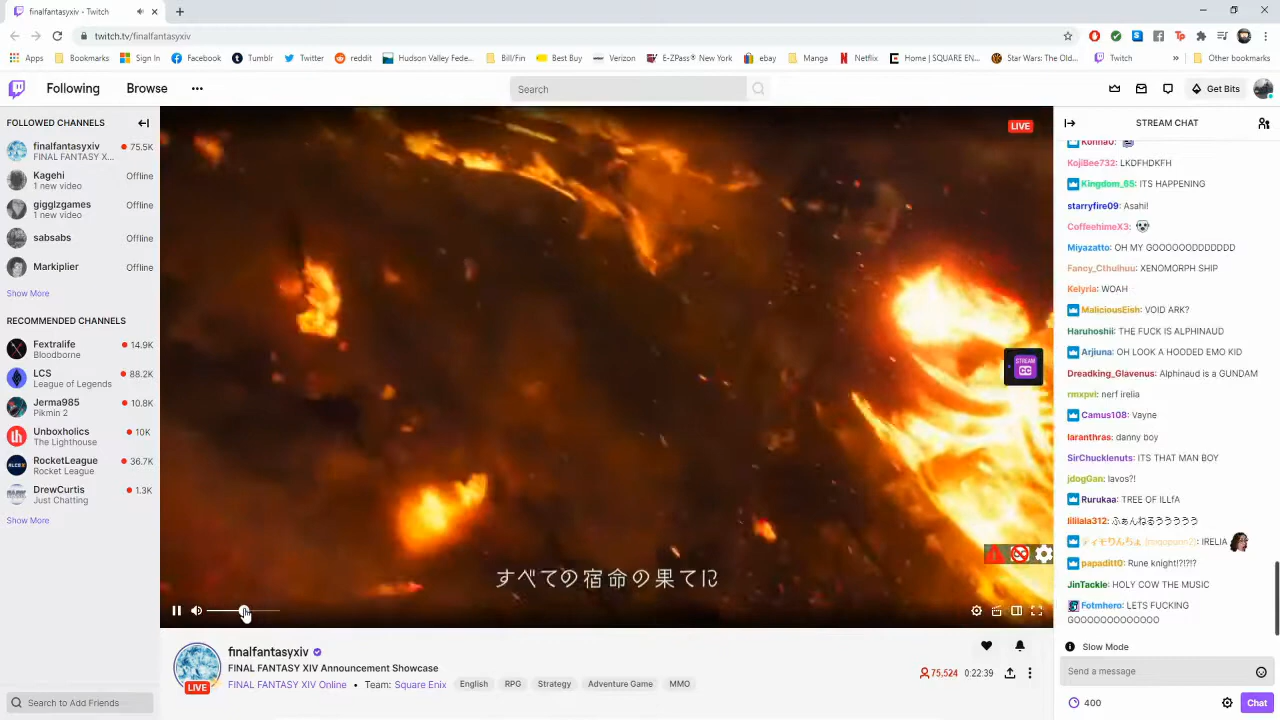 finalfantasyxiv - Twitch
twitch.tv/finalfantasyxiv
Apps Bookmarks Sign In Facebook Tumblr Twitter reddit Hudson Valley Fede... Bill/Fin Best Buy Verizon E-ZPass® New York ebay Manga Netflix Home | SQUARE EN... Star Wars: The Old... Twitch » Other bookmarks
Following Browse Search Get Bits
FOLLOWED CHANNELS
finalfantasyxiv 75.5K
FINAL FANTASY X...
Kagehi Offline
1 new video
gigglzgames Offline
1 new video
sabsabs Offline
Markiplier Offline
Show More
RECOMMENDED CHANNELS
Fextralife 14.9K
Bloodborne
LCS 88.2K
League of Legends
Jerma985 10.8K
Pikmin 2
Unboxholics 10K
The Lighthouse
RocketLeague 36.7K
Rocket League
DrewCurtis 1.3K
Just Chatting
Show More
Search to Add Friends
LIVE
STREAM
CC
すべての宿命の果てに
LIVE
finalfantasyxiv
FINAL FANTASY XIV Announcement Showcase
FINAL FANTASY XIV Online • Team: Square Enix English RPG Strategy Adventure Game MMO
75,524 0:22:39
STREAM CHAT
KojiBee732: LKDFHDKFH
Kingdom_65: ITS HAPPENING
starryfire09: Asahi!
CoffeehimeX3:
Miyazatto: OH MY GOOOOOODDDDDDD
Fancy_Cthulhuu: XENOMORPH SHIP
Kelyria: WOAH
MaliciousEish: VOID ARK?
Haruhoshii: THE FUCK IS ALPHINAUD
Arjiuna: OH LOOK A HOODED EMO KID
Dreadking_Glavenus: Alphinaud is a GUNDAM
rmxpvi: nerf irelia
Camus108: Vayne
laranthras: danny boy
SirChucklenuts: ITS THAT MAN BOY
jdogGan: lavos?!
Rurukaa: TREE OF ILLfA
lililala312: ふぁんねるううううう
: IRELIA
papaditt0: Rune knight!?!?!?
JinTackle: HOLY COW THE MUSIC
Fotmhero: LETS FUCKING
GOOOOOOOOOOOOO
Slow Mode
Send a message
400 Chat